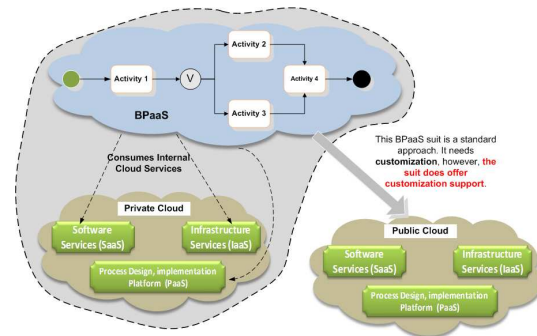 Activity 2
Activity 1
V
Activity 4
Activity 3
BPaaS
This BPaaS suit is a standard
approach. It needs
customization, however, the
suit does offer
customization support.
Consumes Internal
Cloud Services
Private Cloud
Software
Services (SaaS)
Infrastructure
Services (IaaS)
Process Design, implementation
Platform (PaaS)
Public Cloud
Software
Services (SaaS)
Infrastructure
Services (IaaS)
Process Design, implementation
Platform (PaaS)